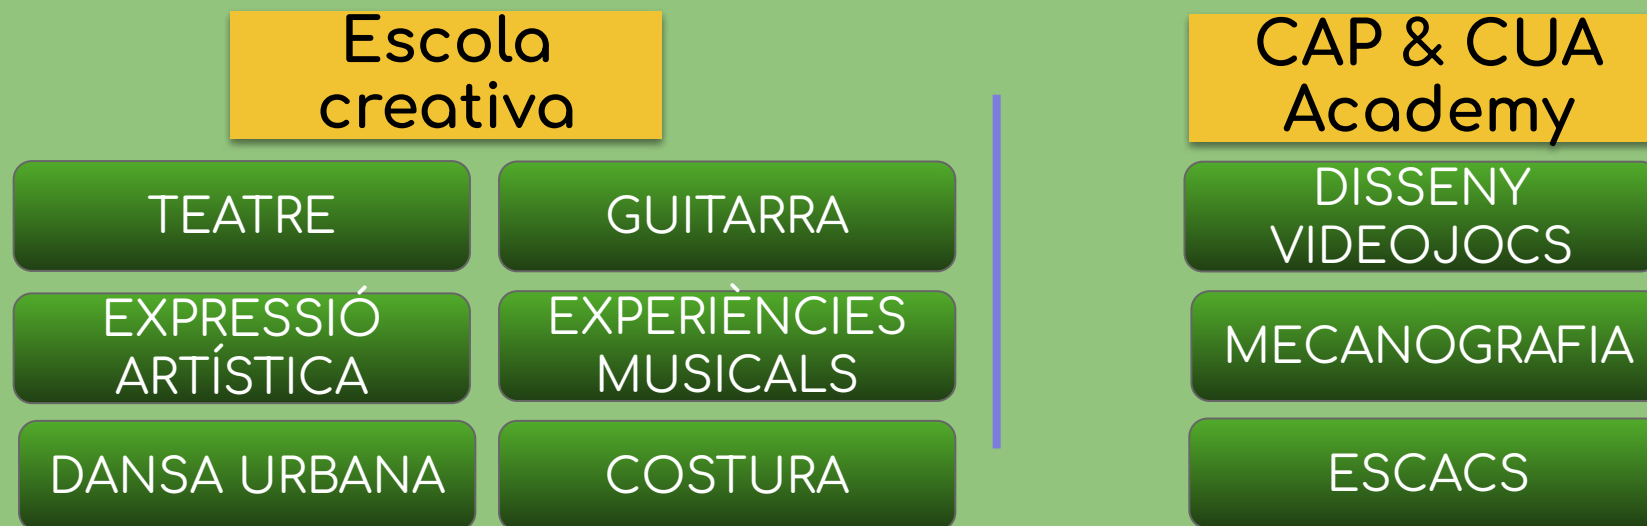 Escola
creativa
TEATRE
GUITARRA
EXPRESSIÓ
ARTÍSTICA
EXPERIÈNCIES
MUSICALS
DANSA URBANA
COSTURA
CAP & CUA
Academy
DISSENY
VIDEOJOCS
MECANOGRAFIA
ESCACS